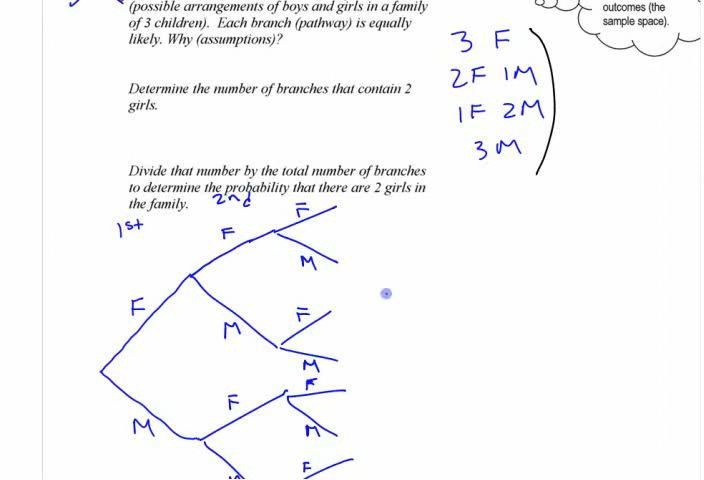 (possible arrangements of boys and girls in a family
of 3 children). Each branch (pathway) is equally
likely. Why (assumptions)?
outcomes (the
sample space).
3 F
2F 1M
1F 2M
3 M
Determine the number of branches that contain 2
girls.
Divide that number by the total number of branches
to determine the probability that there are 2 girls in
the family.
1st
2nd
F
F
M
F
M
F
M
F
M
F
M
F